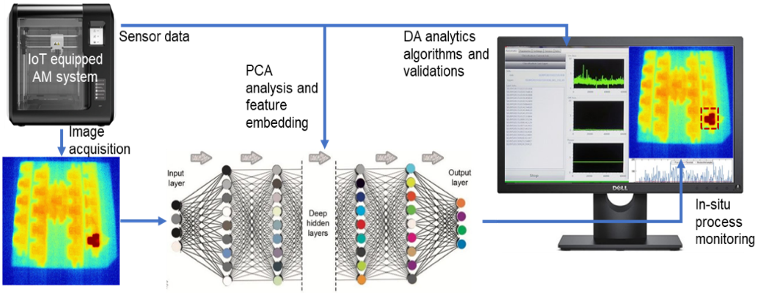 Sensor data
DA analytics
algorithms and
validations
IoT equipped
AM system
PCA
analysis and
feature
embedding
Image
acquisition
Input
layer
Output
layer
Deep
hidden
layers
DELL
In-situ
process
monitoring